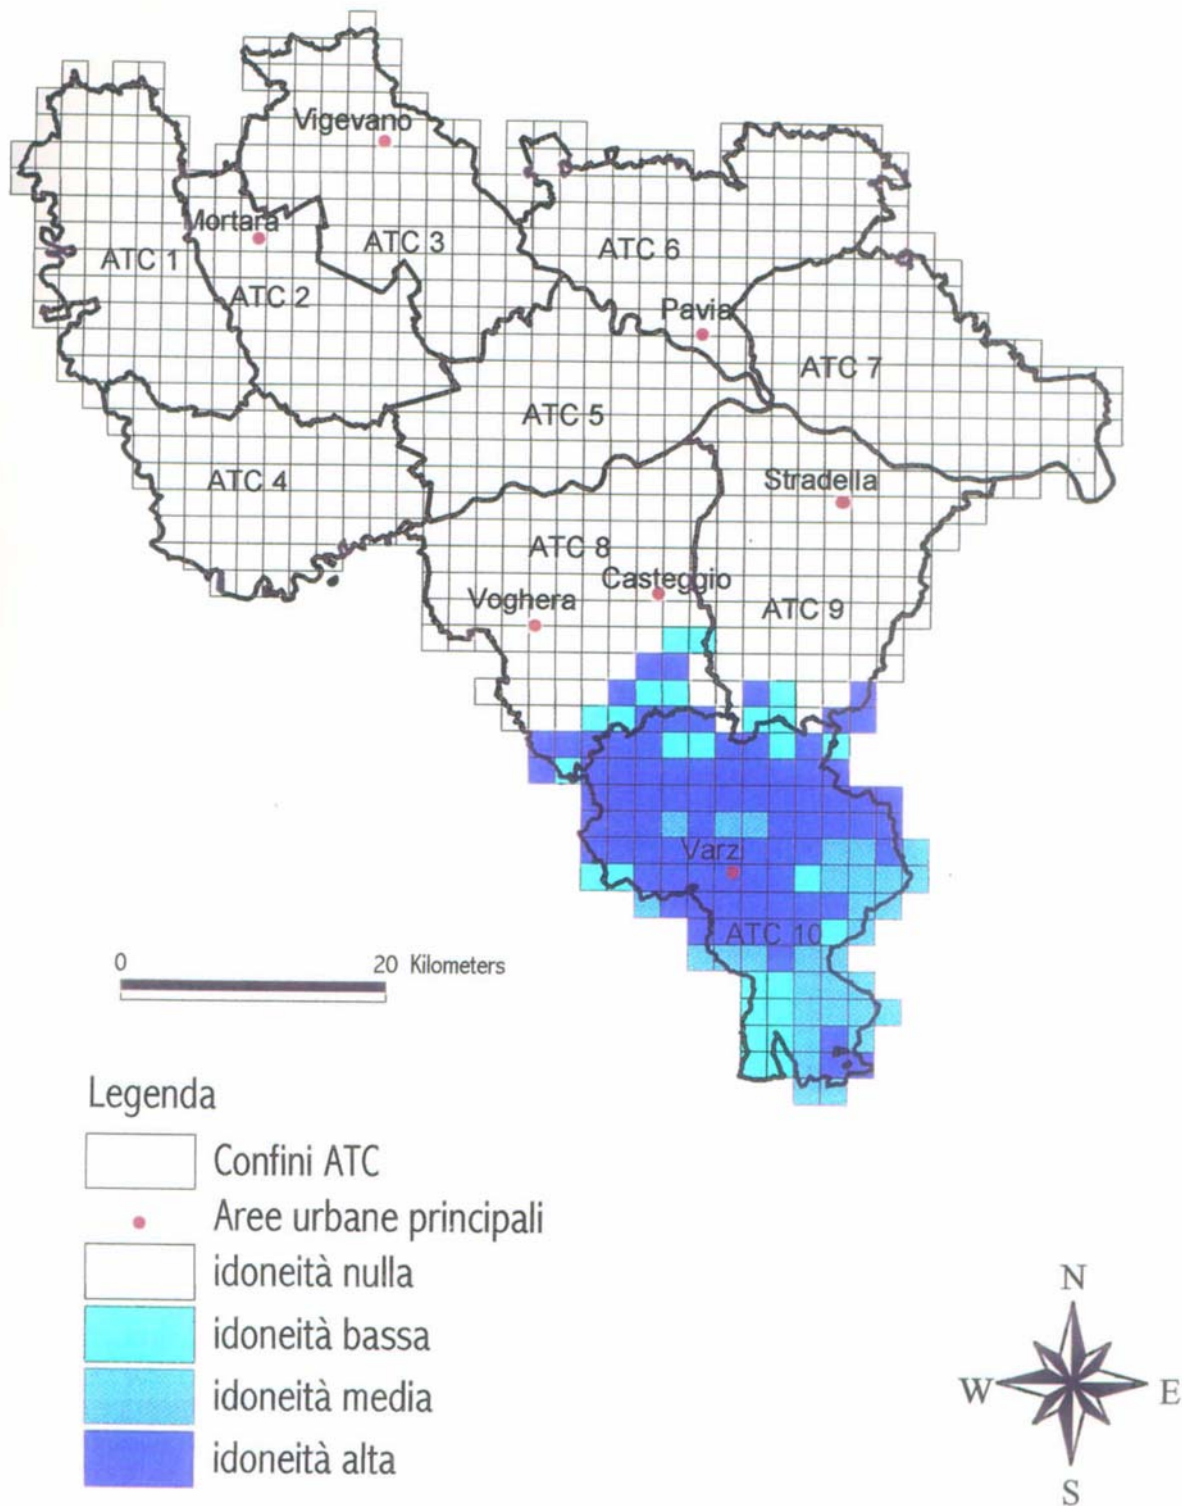 Vigevano
Mortara
ATC 3
ATC 6
ATC 1
ATC 2
Pavia
ATC 7
ATC 5
ATC 4
Stradella
ATC 8
Casteggio
Voghera
ATC 9
Varzi
ATC 10
0 20 Kilometers
Legenda
Confini ATC
Aree urbane principali
idoneità nulla
idoneità bassa
idoneità media
idoneità alta
N
W E
S